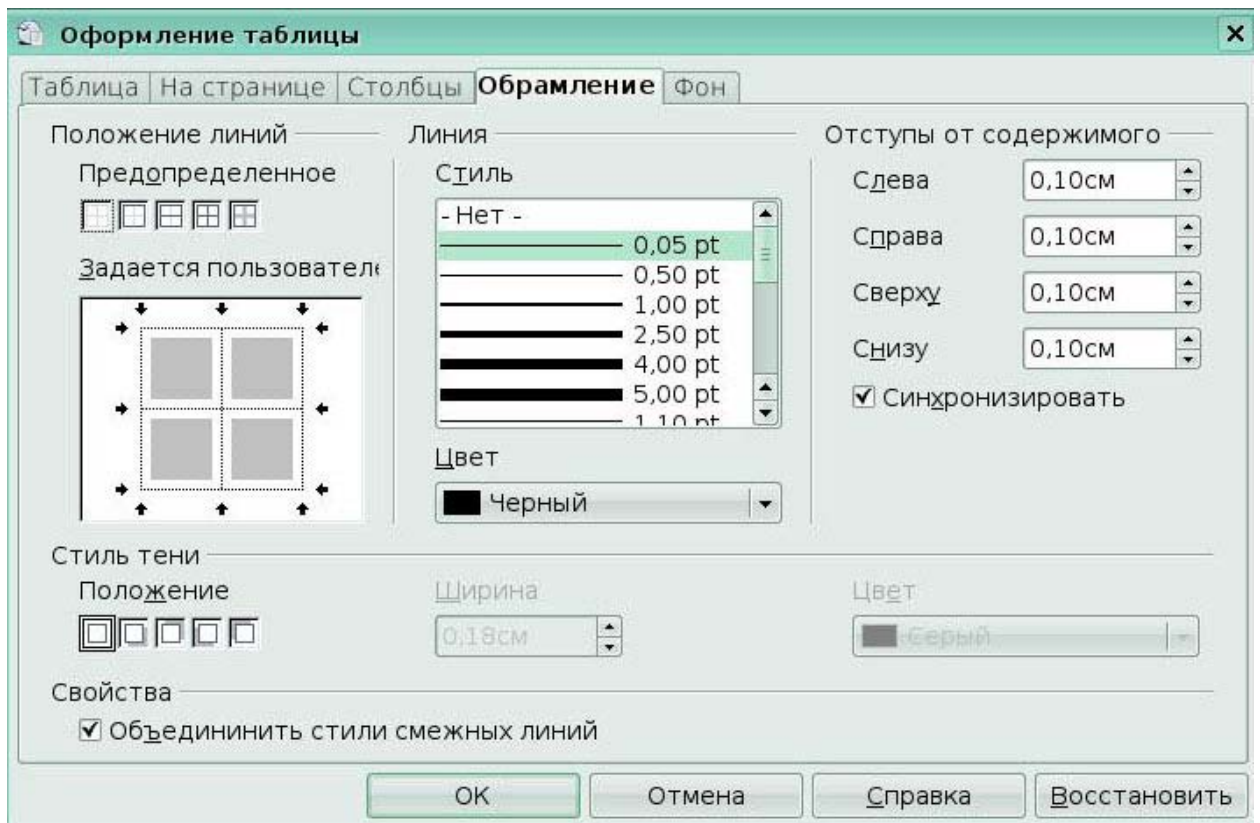 Оформление таблицы
Таблица На странице Столбцы Обрамление Фон
Положение линий
Предопределенное
Задается пользователе
Линия
Стиль
- Нет -
0,05 pt
0,50 pt
1,00 pt
2,50 pt
4,00 pt
5,00 pt
1,10 pt
Цвет
Черный
Отступы от содержимого
Слева 0,10см
Справа 0,10см
Сверху 0,10см
Снизу 0,10см
Синхронизировать
Стиль тени
Положение
Ширина
0,18см
Цвет
Серый
Свойства
Объедининить стили смежных линий
OK Отмена Справка Восстановить